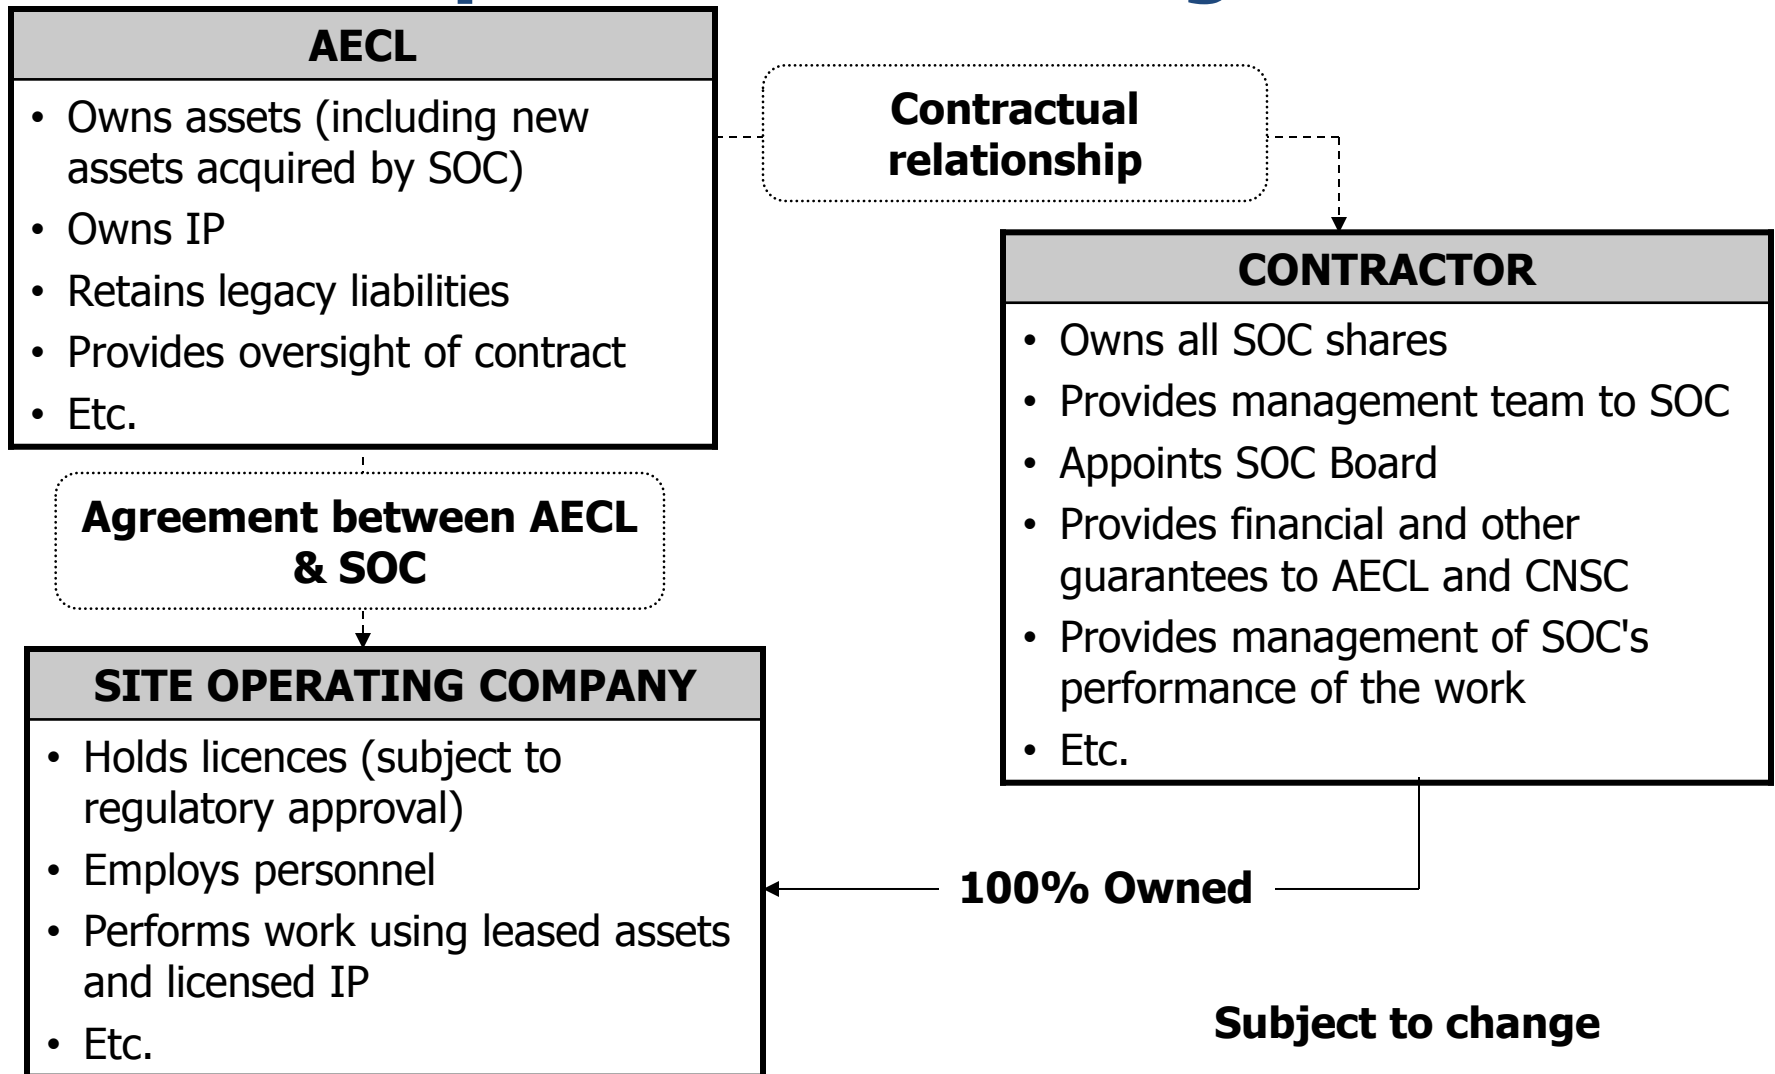 AECL
• Owns assets (including new
assets acquired by SOC)
• Owns IP
• Retains legacy liabilities
• Provides oversight of contract
• Etc.
Contractual
relationship
CONTRACTOR
• Owns all SOC shares
• Provides management team to SOC
• Appoints SOC Board
• Provides financial and other
guarantees to AECL and CNSC
• Provides management of SOC's
performance of the work
• Etc.
Agreement between AECL
& SOC
SITE OPERATING COMPANY
• Holds licences (subject to
regulatory approval)
• Employs personnel
• Performs work using leased assets
and licensed IP
• Etc.
100% Owned
Subject to change